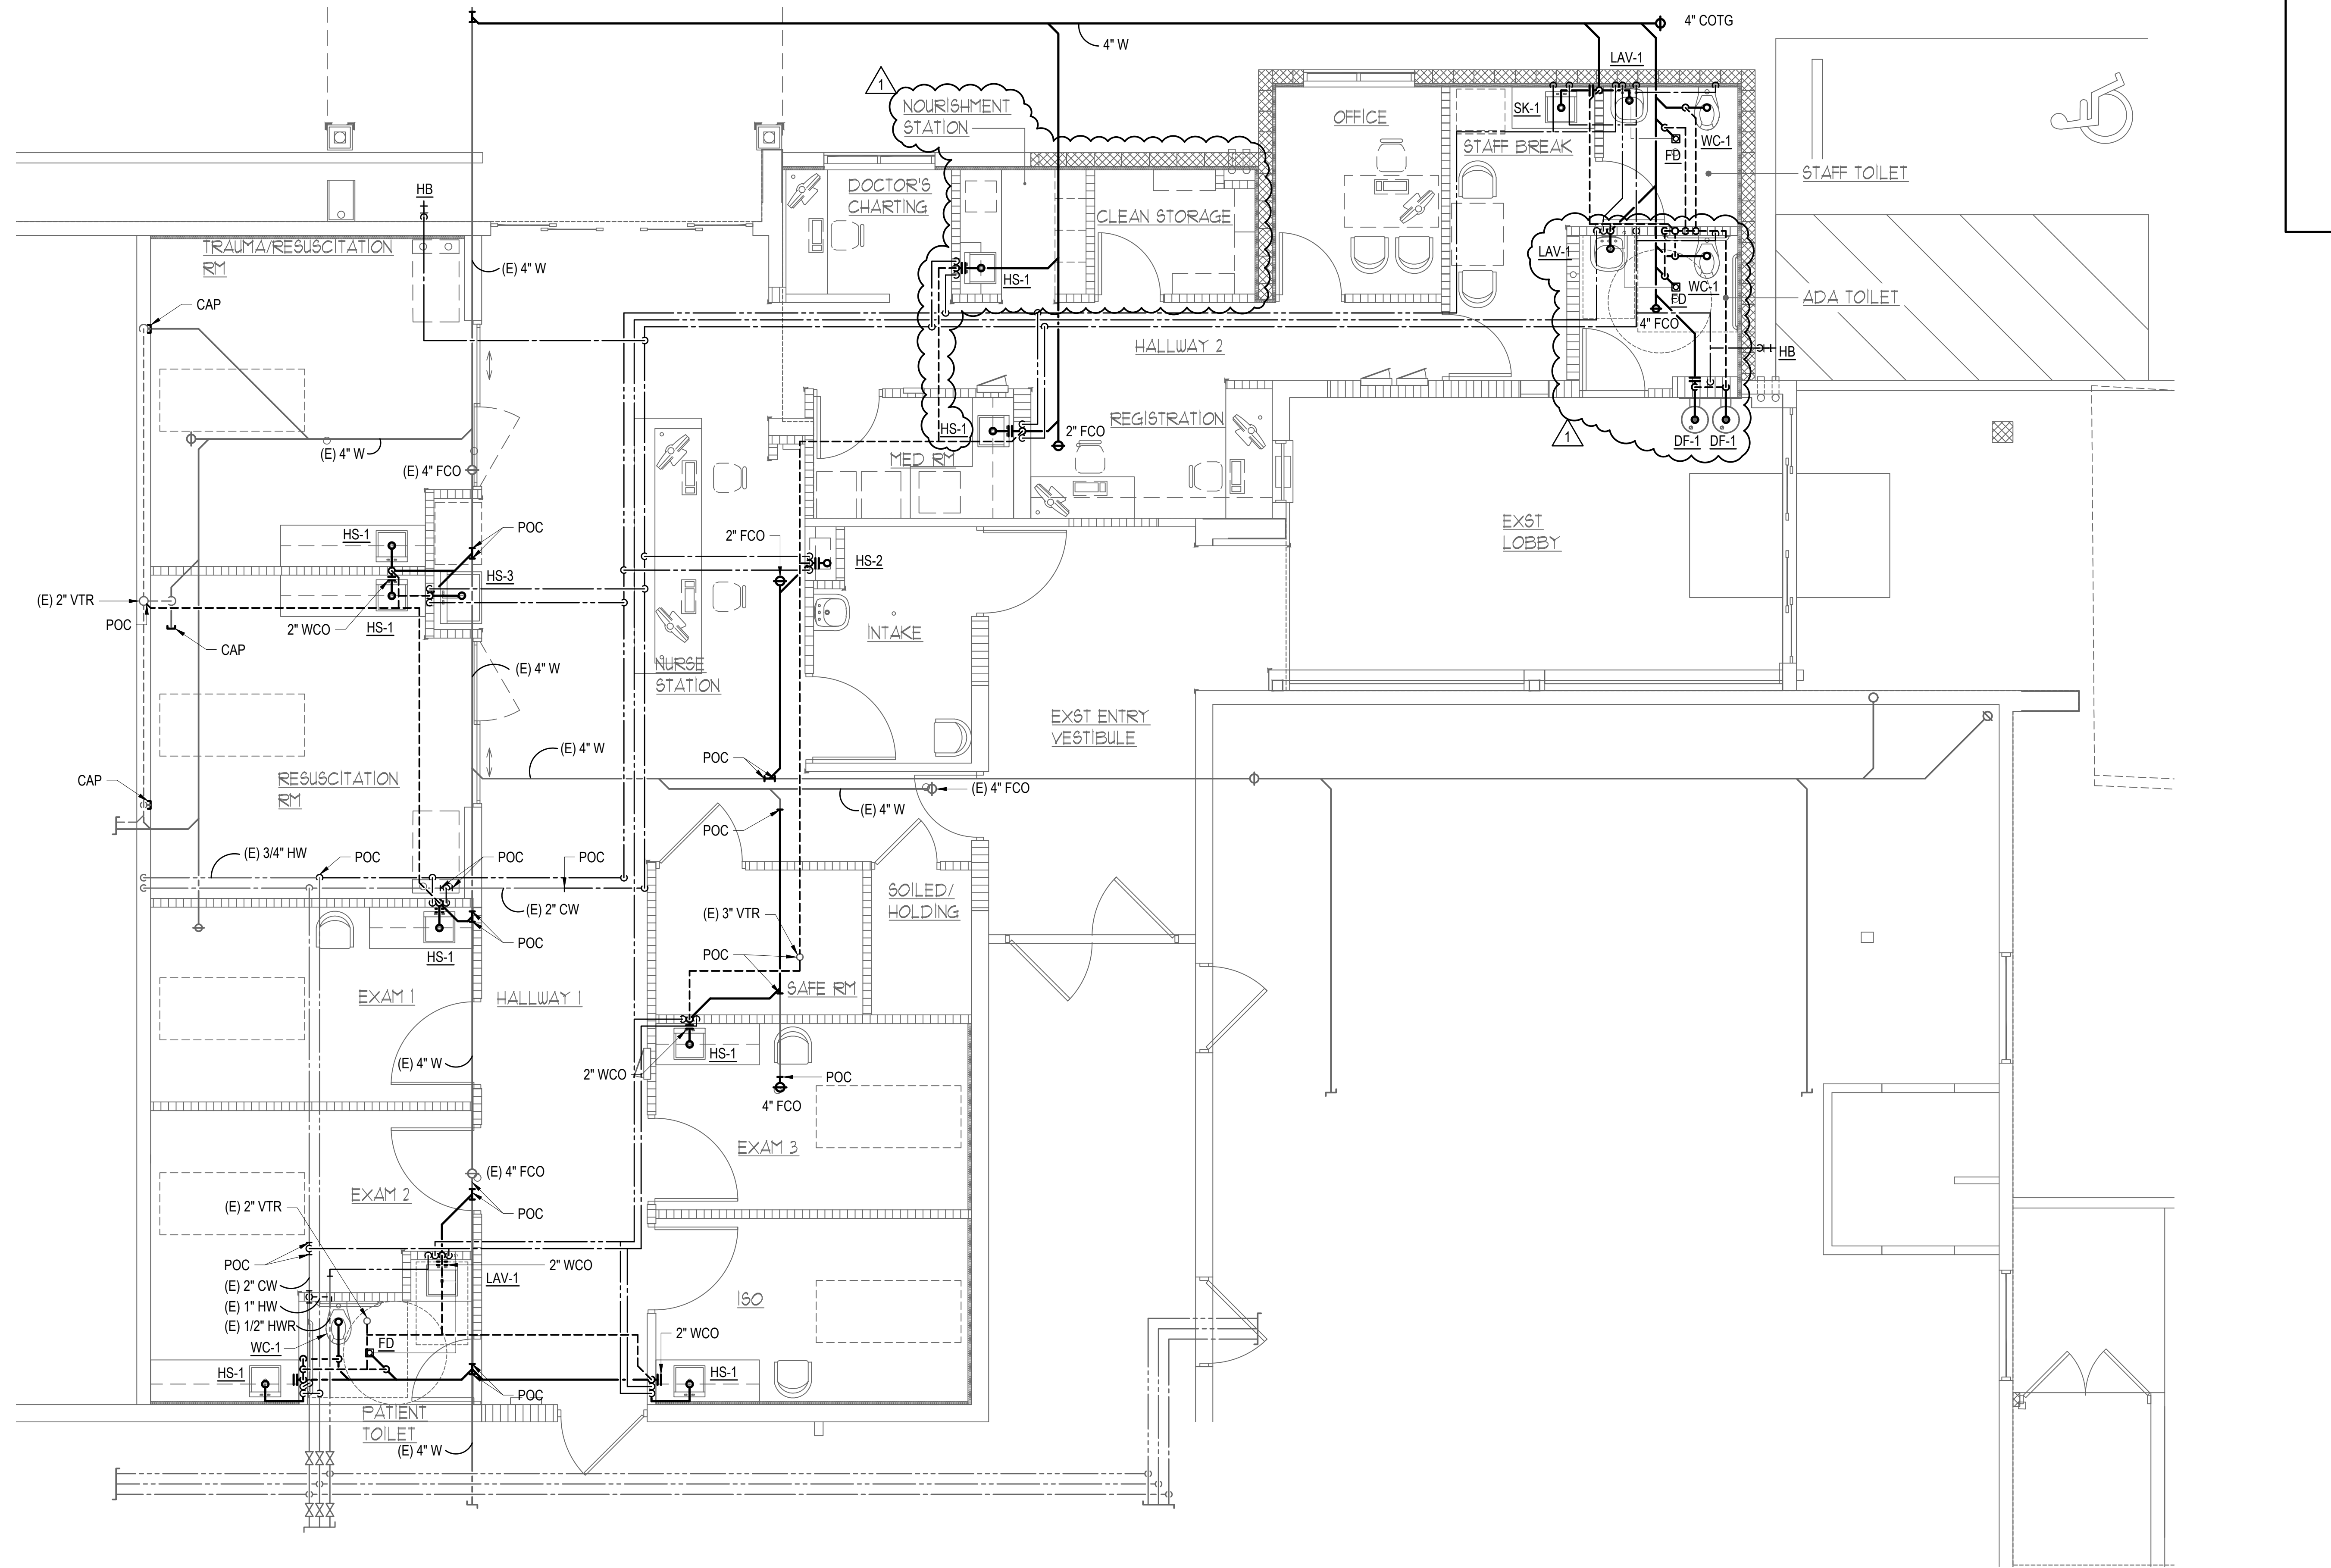 4" COTG
4" W
LAV-1
1
NOURISHMENT
STATION
OFFICE
SK-1
STAFF BREAK
FD
WC-1
STAFF TOILET
HB
DOCTOR'S
CHARTING
CLEAN STORAGE
TRAUMA/RESUSCITATION
RM
(E) 4" W
HS-1
LAV-1
WC-1
FD
ADA TOILET
CAP
4" FCO
HALLWAY 2
HB
REGISTRATION
HS-1
2" FCO
DF-1
DF-1
1
(E) 4" W
MED RM
(E) 4" FCO
POC
HS-1
2" FCO
EXST
LOBBY
HS-2
HS-3
(E) 2" VTR
POC
2" WCO
HS-1
INTAKE
CAP
(E) 4" W
NURSE
STATION
EXST ENTRY
VESTIBULE
(E) 4" W
POC
CAP
RESUSCITATION
RM
(E) 4" FCO
(E) 4" W
POC
(E) 3/4" HW
POC
POC
POC
SOILED/
HOLDING
(E) 2" CW
(E) 3" VTR
POC
HS-1
POC
EXAM 1
HALLWAY 1
SAFE RM
HS-1
(E) 4" W
2" WCO
POC
4" FCO
EXAM 3
(E) 4" FCO
EXAM 2
(E) 2" VTR
POC
POC
2" WCO
LAV-1
(E) 2" CW
(E) 1" HW
(E) 1/2" HWR
ISO
2" WCO
WC-1
FD
HS-1
HS-1
POC
PATIENT
TOILET
(E) 4" W